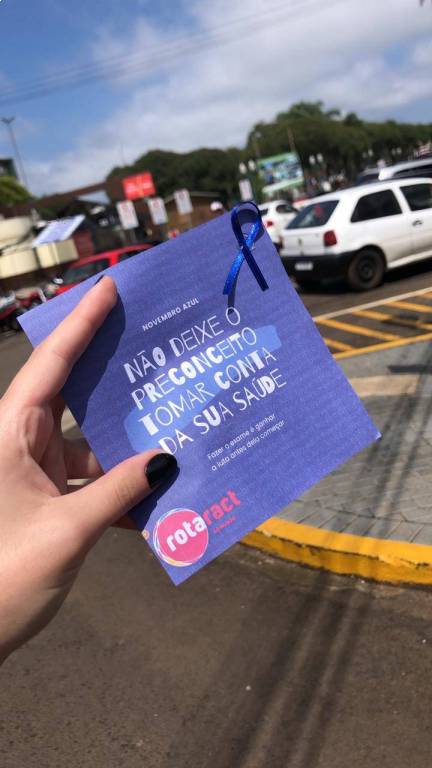 NOVEMBRO AZUL
NÃO DEIXE O
PRECONCEITO
TOMAR CONTA
DA SUA SAÚDE
Fazer o exame é ganhar
a luta antes dela começar
rotaract